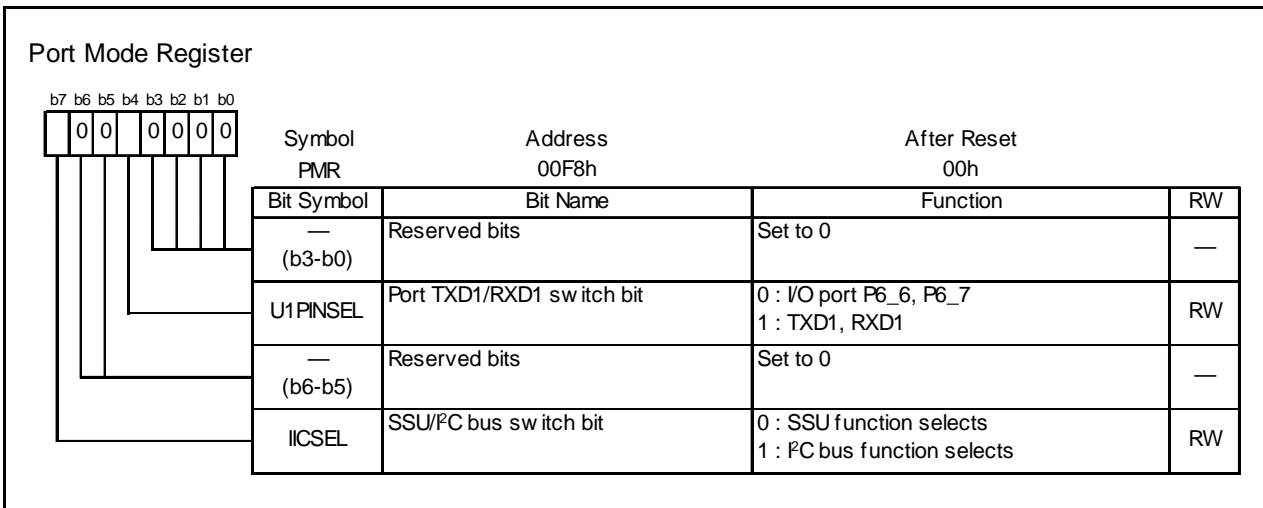 Port Mode Register
b7 b6 b5 b4 b3 b2 b1 b0
0 0 0 0 0 0
Symbol Address After Reset
PMR 00F8h 00h
Bit Symbol Bit Name Function RW
— Reserved bits Set to 0 —
(b3-b0)
U1PINSEL Port TXD1/RXD1 switch bit 0 : I/O port P6_6, P6_7 RW
1 : TXD1, RXD1
— Reserved bits Set to 0 —
(b6-b5)
IICSEL SSU/I²C bus switch bit 0 : SSU function selects RW
1 : I²C bus function selects